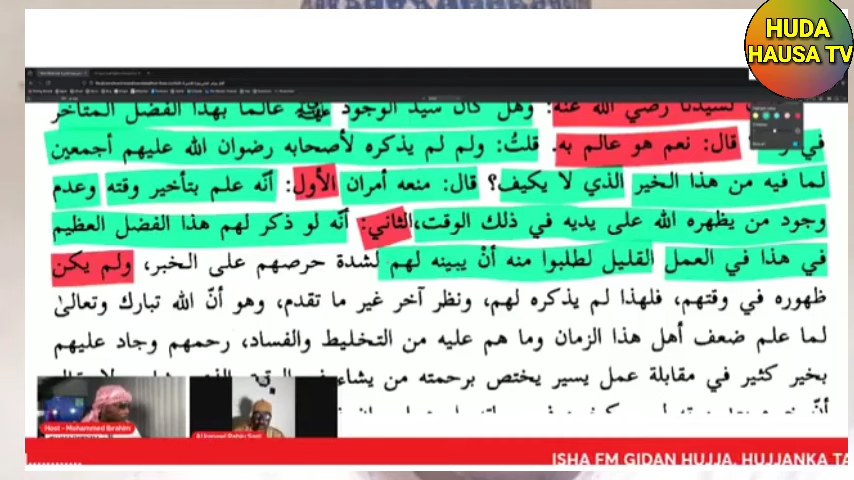 HUDA
HAUSA TV
لسيدنا رضي الله عنه: وهل كان سيد الوجود ﷺ عالما بهذا الفضل المتأخر
في قال: نعم هو عالم به. قلتُ: ولم لم يذكره لأصحابه رضوان الله عليهم أجمعين
لما فيه من هذا الخير الذي لا يكيف؟ قال: منعه أمران الأول: أنّه علم بتأخير وقته وعدم
وجود من يظهره الله على يديه في ذلك الوقت، الثاني: أنّه لو ذكر لهم هذا الفضل العظيم
في هذا في العمل القليل لطلبوا منه أنْ يبينه لهم لشدة حرصهم على الخبر، ولم يكن
ظهوره في وقتهم، فلهذا لم يذكره لهم، ونظر آخر غير ما تقدم، وهو أنّ الله تبارك وتعالىٰ
لما علم ضعف أهل هذا الزمان وما هم عليه من التخليط والفساد، رحمهم وجاد عليهم
بخير كثير في مقابلة عمل يسير يختص برحمته من يشاء
Host - Mohammed Ibrahim
ISHA FM GIDAN HUJJA, HUJJANKA TA